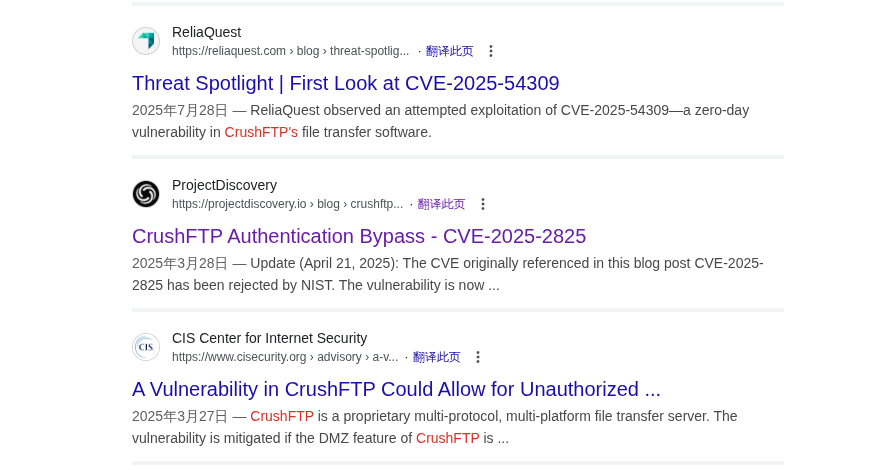 ReliaQuest
https://reliaquest.com › blog › threat-spotlig... · 翻译此页
Threat Spotlight | First Look at CVE-2025-54309
2025年7月28日 — ReliaQuest observed an attempted exploitation of CVE-2025-54309—a zero-day
vulnerability in CrushFTP's file transfer software.
ProjectDiscovery
https://projectdiscovery.io › blog › crushftp... · 翻译此页
CrushFTP Authentication Bypass - CVE-2025-2825
2025年3月28日 — Update (April 21, 2025): The CVE originally referenced in this blog post CVE-2025-
2825 has been rejected by NIST. The vulnerability is now ...
CIS.
CIS Center for Internet Security
https://www.cisecurity.org › advisory › a-v... · 翻译此页
A Vulnerability in CrushFTP Could Allow for Unauthorized ...
2025年3月27日 — CrushFTP is a proprietary multi-protocol, multi-platform file transfer server. The
vulnerability is mitigated if the DMZ feature of CrushFTP is ...